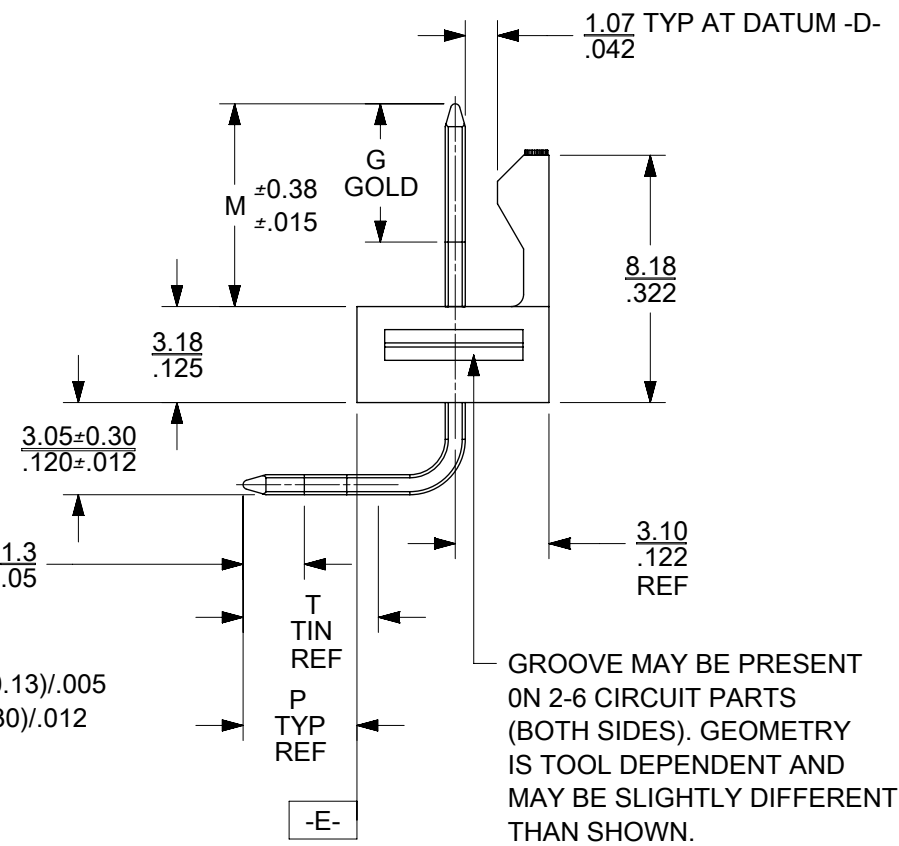 1.07 TYP AT DATUM -D-
.042
G
GOLD
M ±0.38
±.015
8.18
.322
3.18
.125
3.05±0.30
.120±.012
1.3
.05
3.10
.122
REF
T
TIN
REF
GROOVE MAY BE PRESENT
0N 2-6 CIRCUIT PARTS
(BOTH SIDES). GEOMETRY
IS TOOL DEPENDENT AND
MAY BE SLIGHTLY DIFFERENT
THAN SHOWN.
.13)/.005
30)/.012
P
TYP
REF
-E-